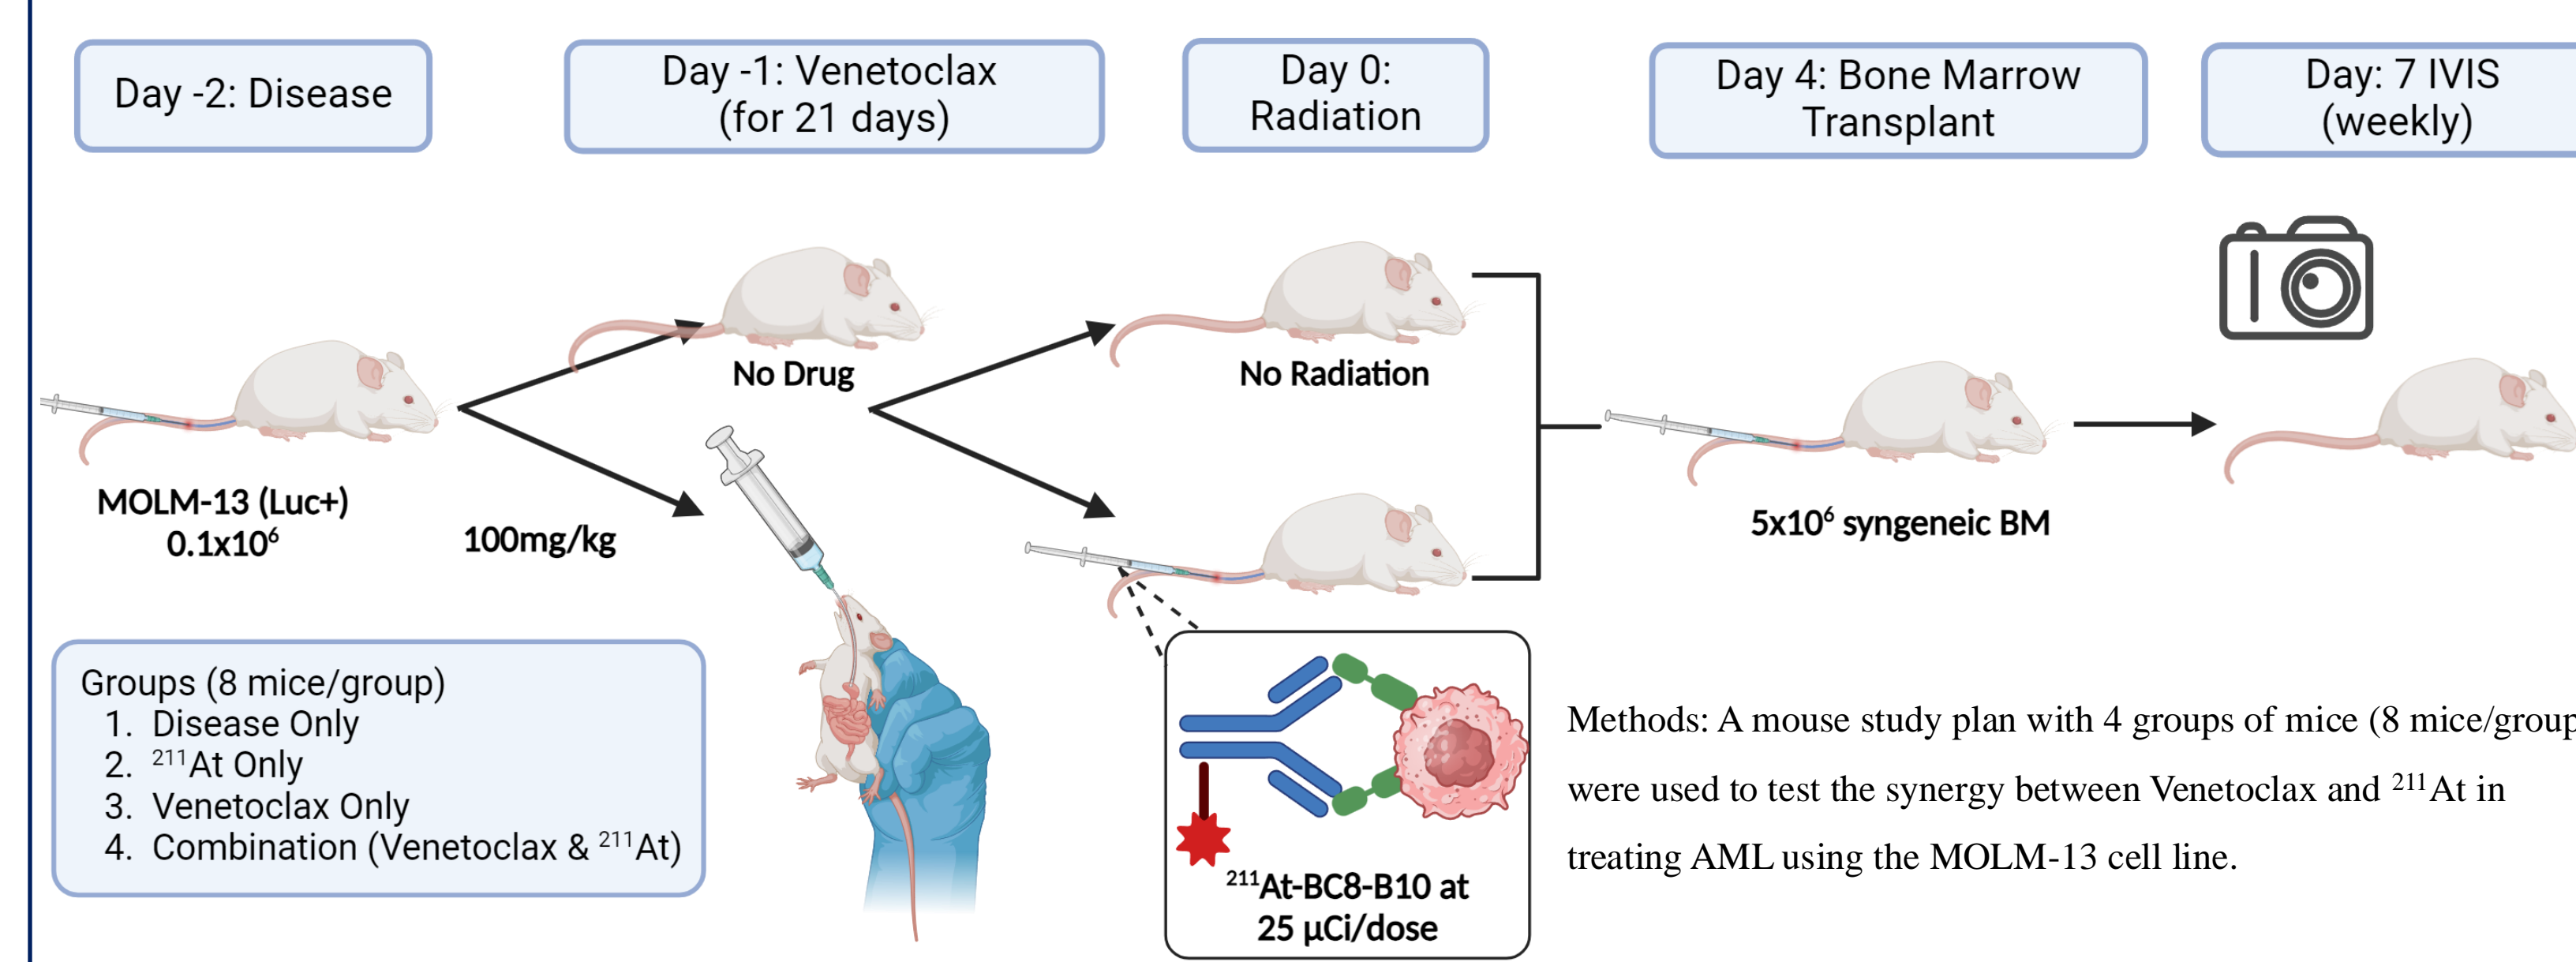 Day -2: Disease
Day -1: Venetoclax
(for 21 days)
Day 0:
Radiation
Day 4: Bone Marrow
Transplant
Day: 7 IVIS
(weekly)
No Drug
No Radiation
MOLM-13 (Luc+)
0.1x10⁶
100mg/kg
5x10⁶ syngeneic BM
Groups (8 mice/group)
1. Disease Only
2. ²¹¹At Only
3. Venetoclax Only
4. Combination (Venetoclax & ²¹¹At)
²¹¹At-BC8-B10 at
25 µCi/dose
Methods: A mouse study plan with 4 groups of mice (8 mice/group
were used to test the synergy between Venetoclax and ²¹¹At in
treating AML using the MOLM-13 cell line.